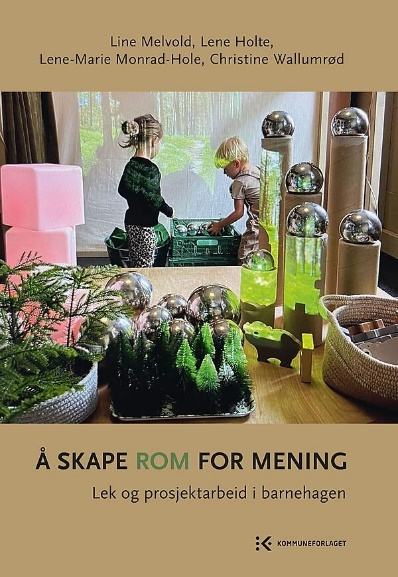 Line Melvold, Lene Holte,
Lene-Marie Monrad-Hole, Christine Wallumrød
Å SKAPE ROM FOR MENING
Lek og prosjektarbeid i barnehagen
KOMMUNEFORLAGET